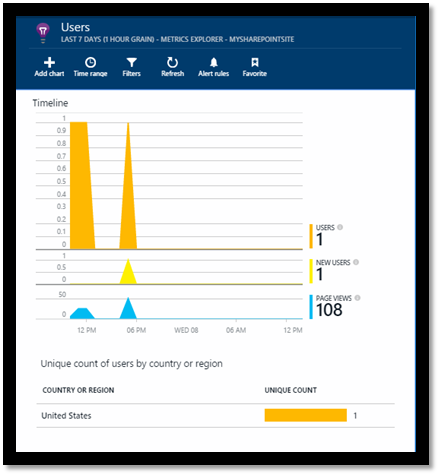 Users
LAST 7 DAYS (1 HOUR GRAIN) - METRICS EXPLORER - MYSHAREPOINTSITE
Add chart Time range Filters Refresh Alert rules Favorite
Timeline
1
0.9
0.8
0.7
0.6
0.5
0.4
0.3
0.2
0.1
0
USERS
1
1
0.5
0
NEW USERS
1
50
0
PAGE VIEWS
108
12 PM 06 PM WED 08 06 AM 12 PM
Unique count of users by country or region
COUNTRY OR REGION UNIQUE COUNT
United States 1